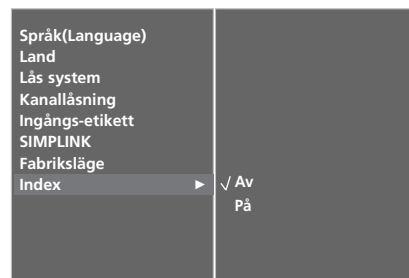 Språk(Language)
Land
Lås system
Kanallåsning
Ingångs-etikett
SIMPLINK
Fabriksläge
Index ► √ Av
På